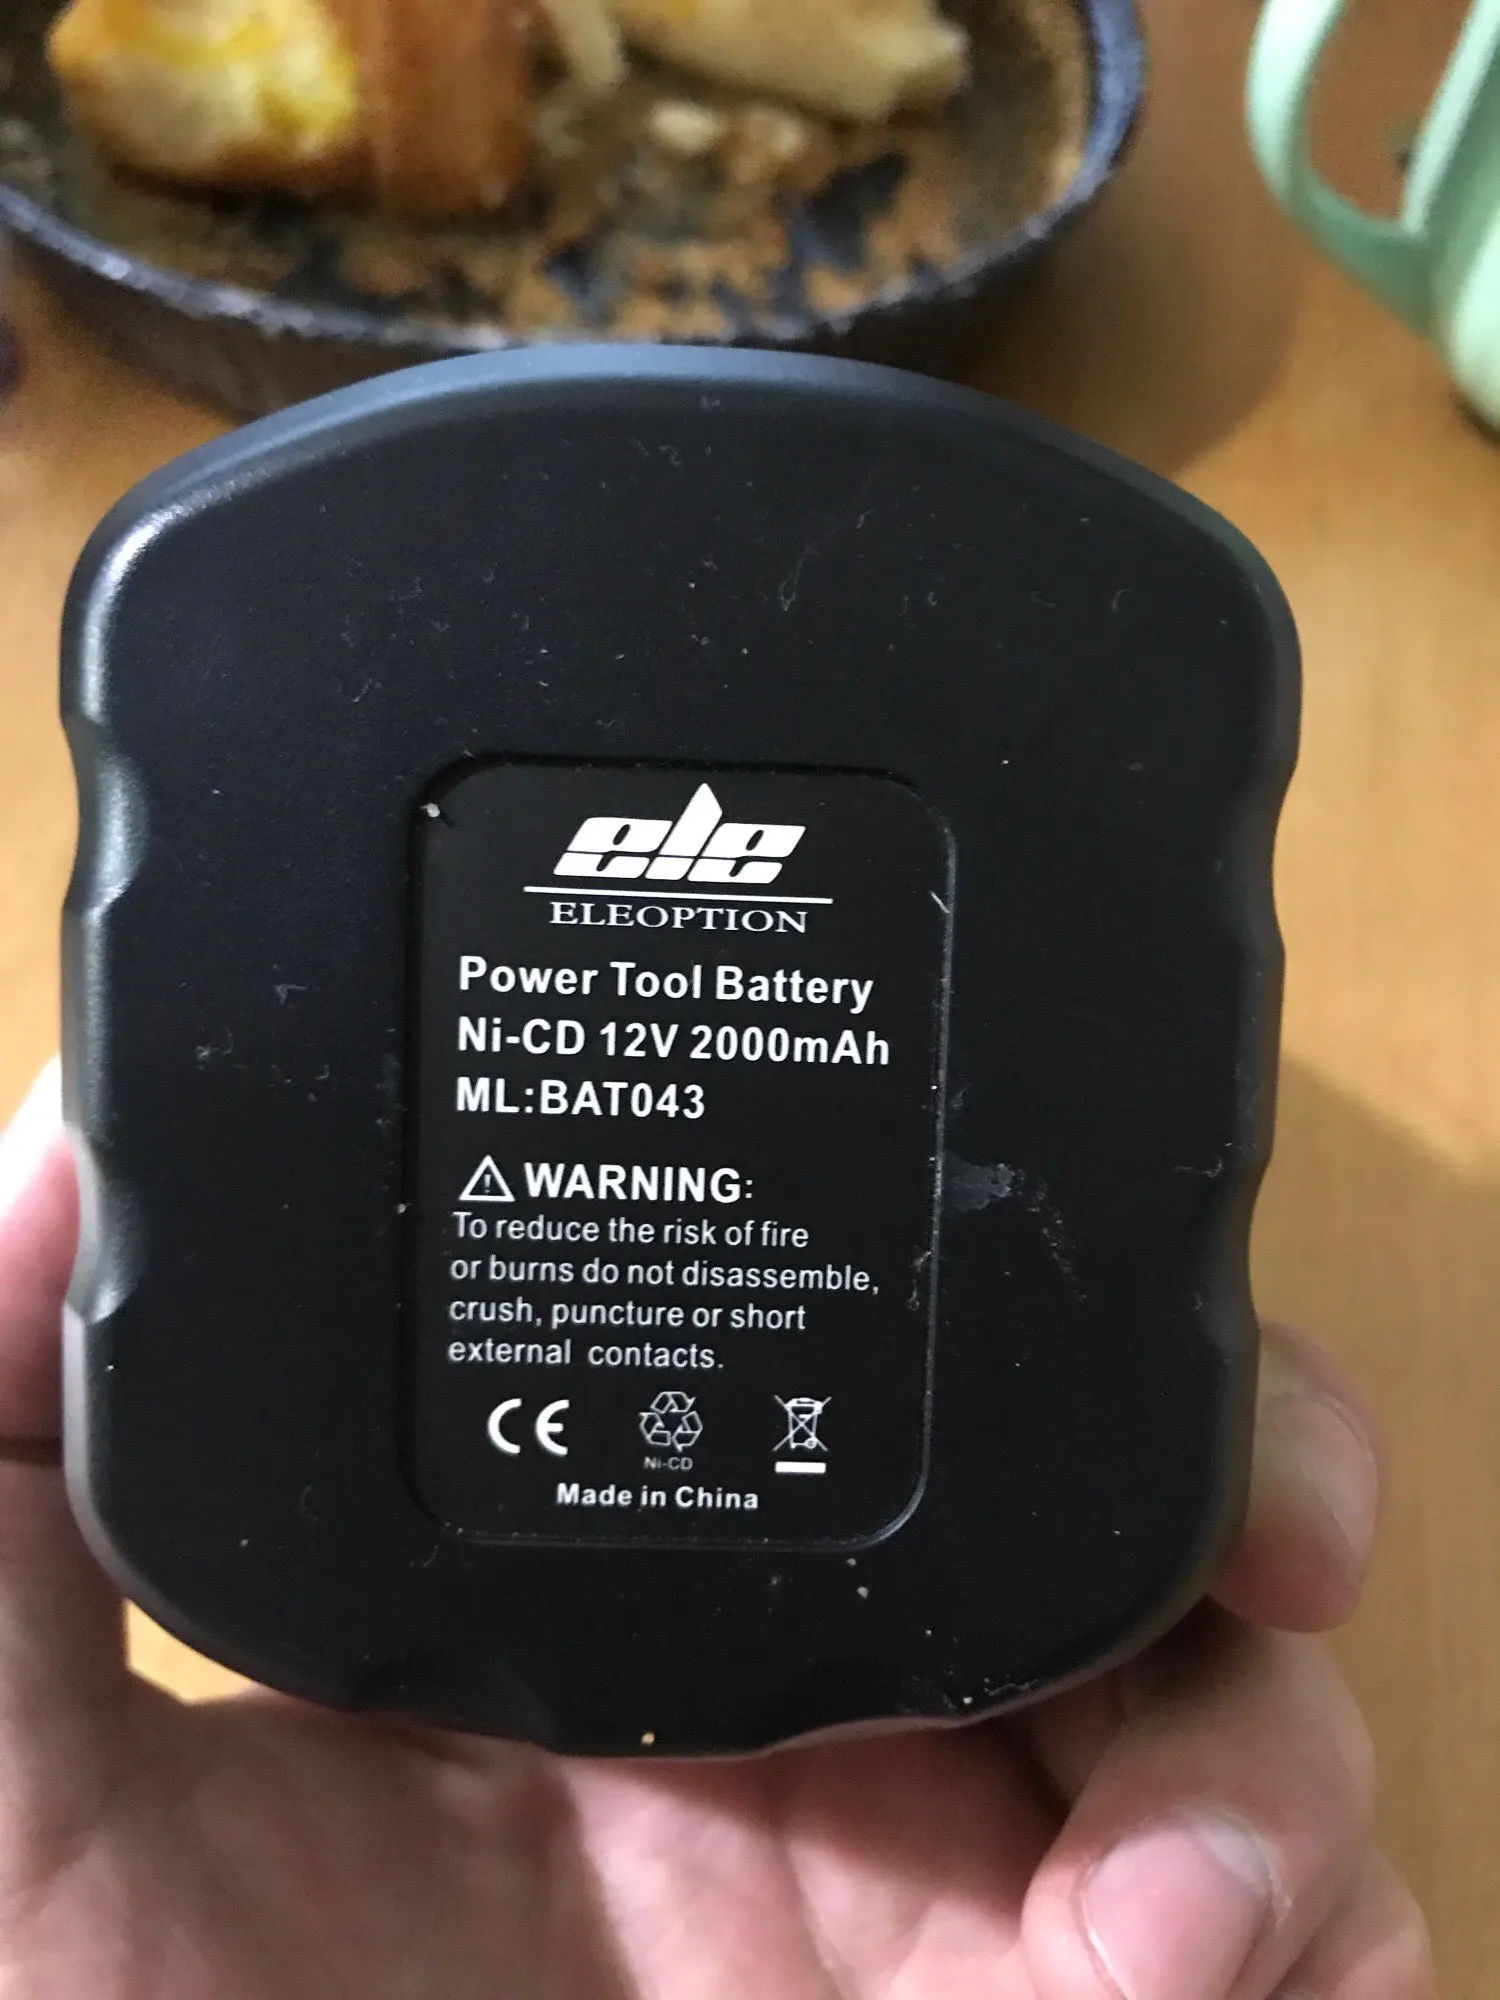 ele
ELEOPTION
Power Tool Battery
Ni-CD 12V 2000mAh
ML:BAT043
WARNING:
To reduce the risk of fire
or burns do not disassemble,
crush, puncture or short
external contacts.
CE
Ni-CD
Made in China